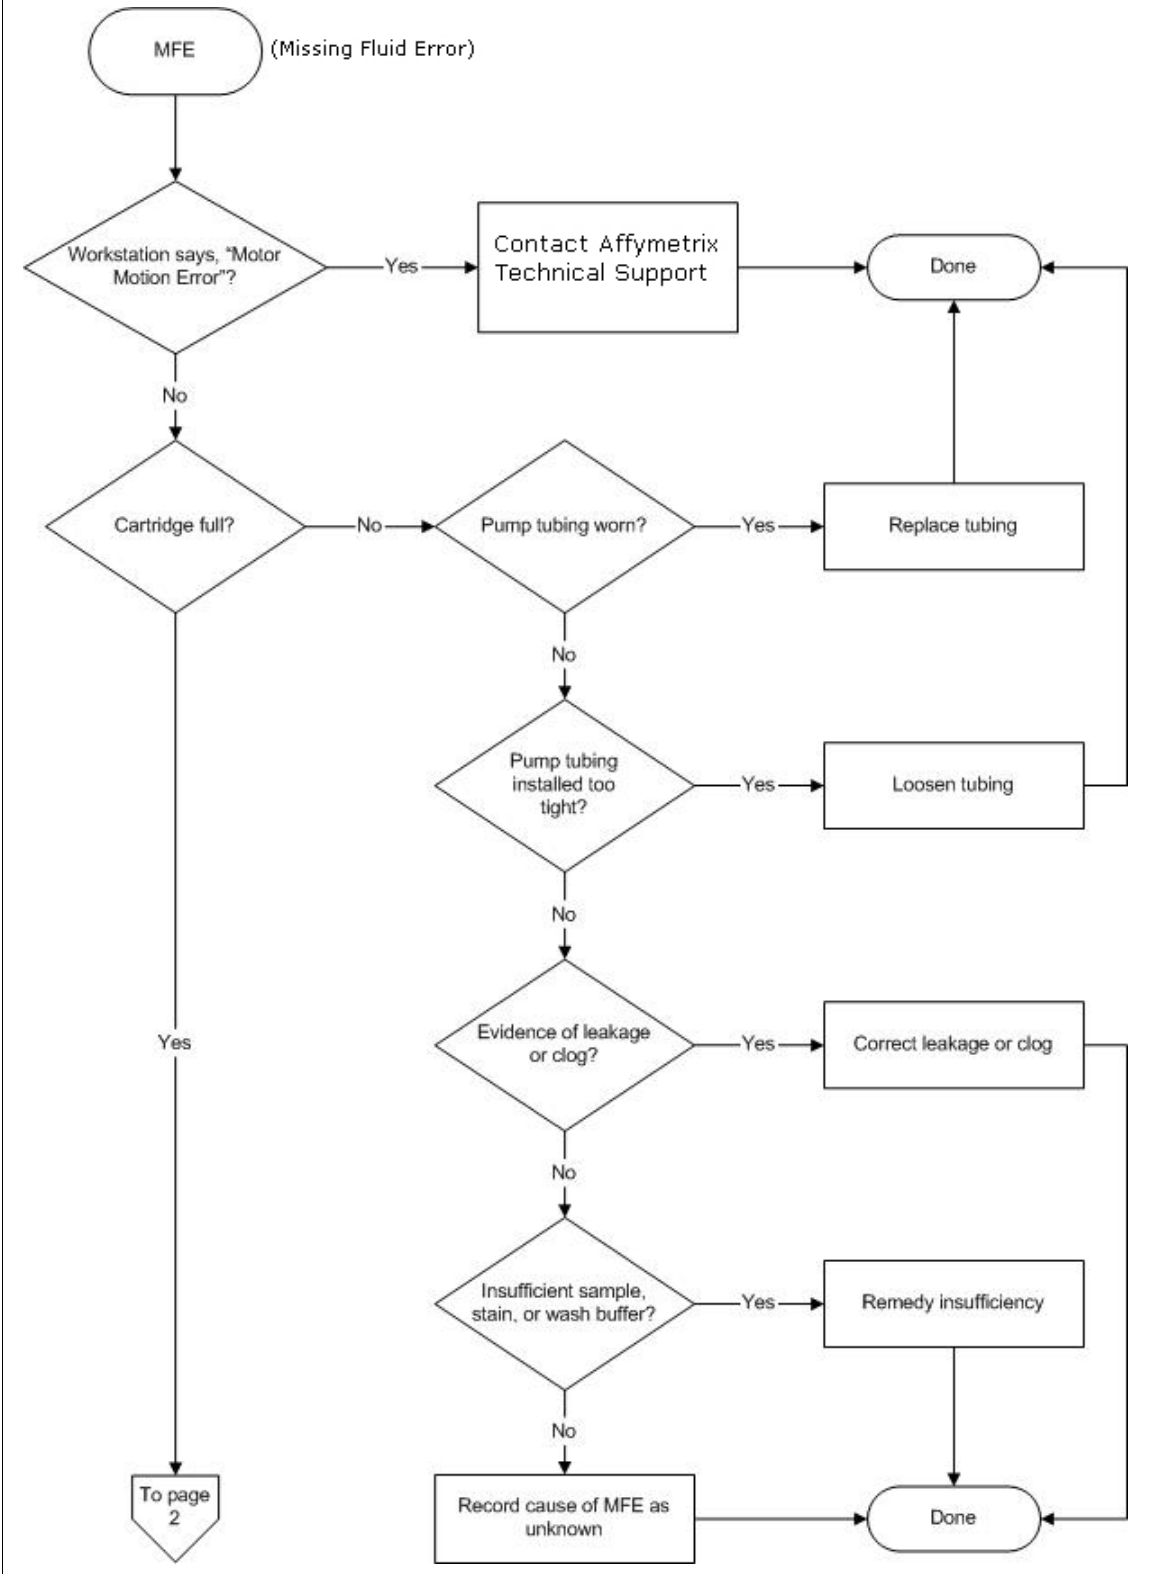 MFE
(Missing Fluid Error)
Workstation says, “Motor
Motion Error”?
Yes
Contact Affymetrix
Technical Support
Done
No
Cartridge full?
No
Pump tubing worn?
Yes
Replace tubing
No
Pump tubing
installed too
tight?
Yes
Loosen tubing
No
Evidence of leakage
or clog?
Yes
Correct leakage or clog
Yes
No
Insufficient sample,
stain, or wash buffer?
Yes
Remedy insufficiency
No
To page
2
Record cause of MFE as
unknown
Done